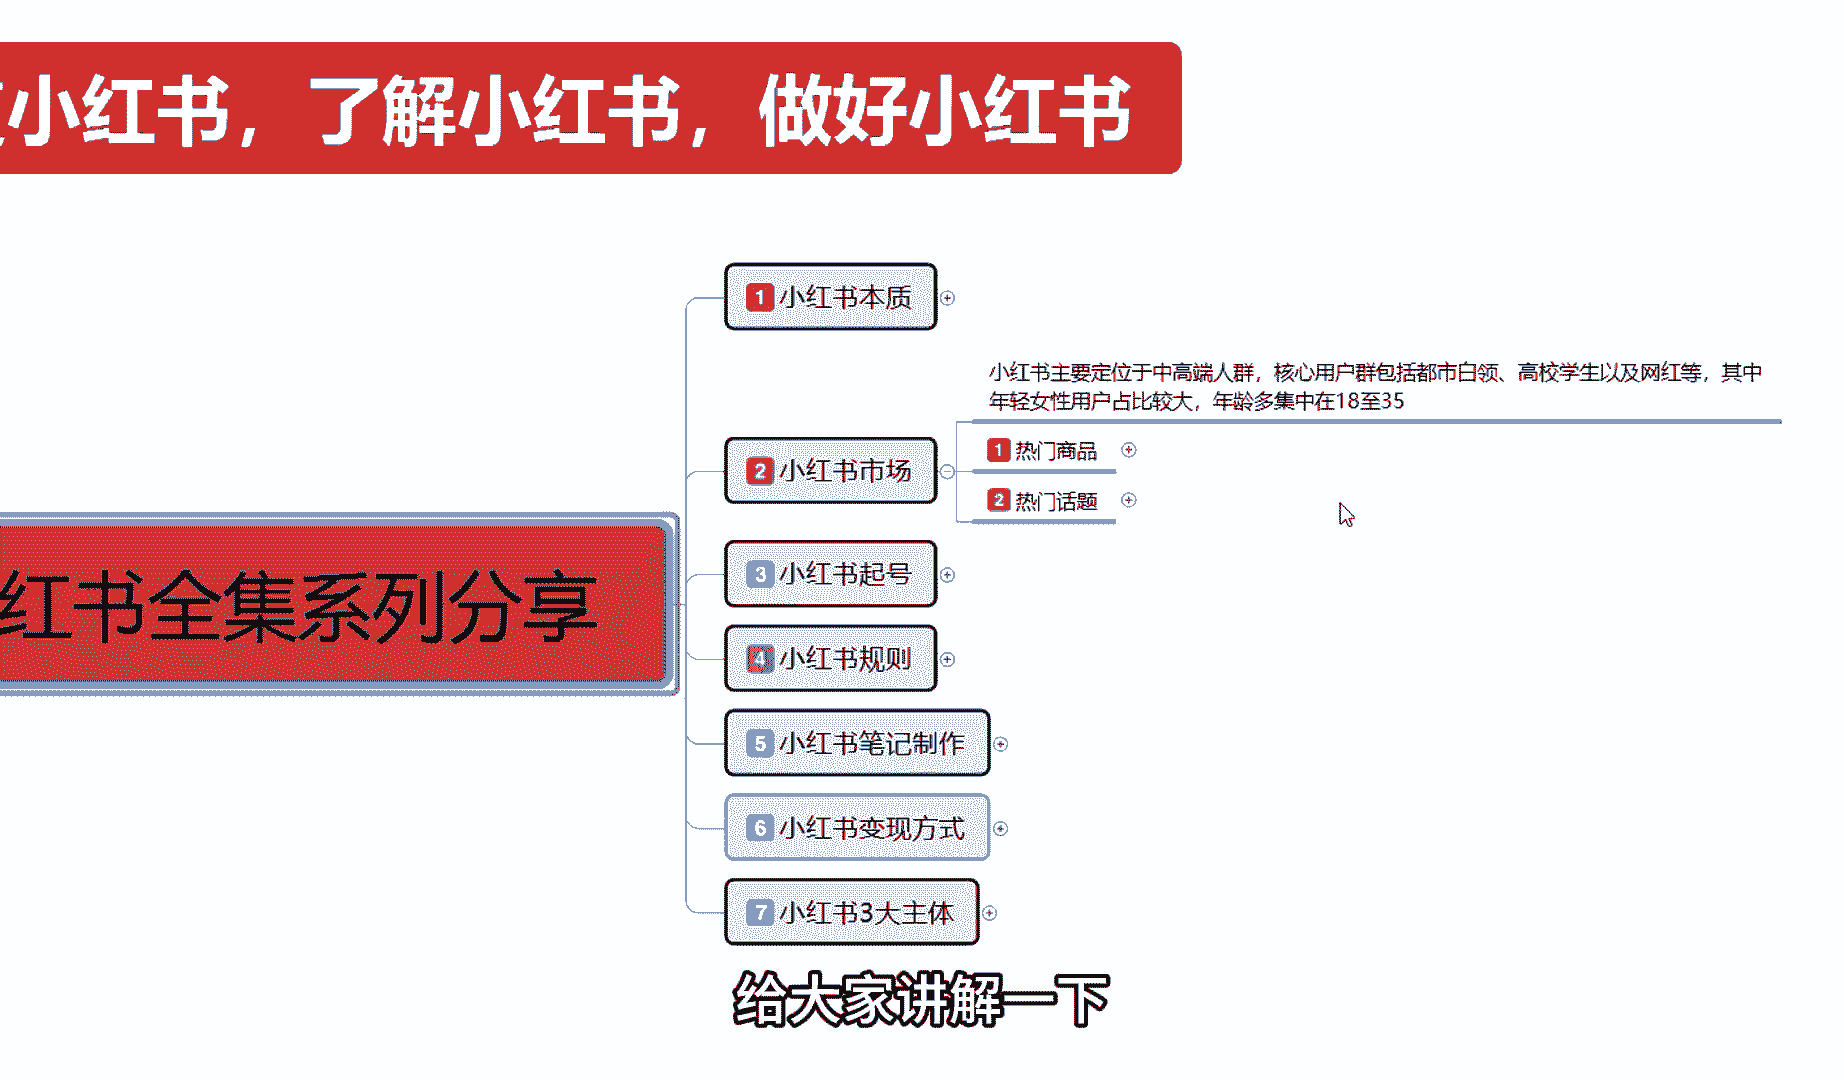 小红书，了解小红书，做好小红书
1 小红书本质
小红书主要定位于中高端人群，核心用户群包括都市白领、高校学生以及网红等，其中
年轻女性用户占比较大，年龄多集中在18至35
2 小红书市场
1 热门商品
2 热门话题
3 小红书起号
红书全集系列分享
4 小红书规则
5 小红书笔记制作
6 小红书变现方式
7 小红书3大主体
给大家讲解一下